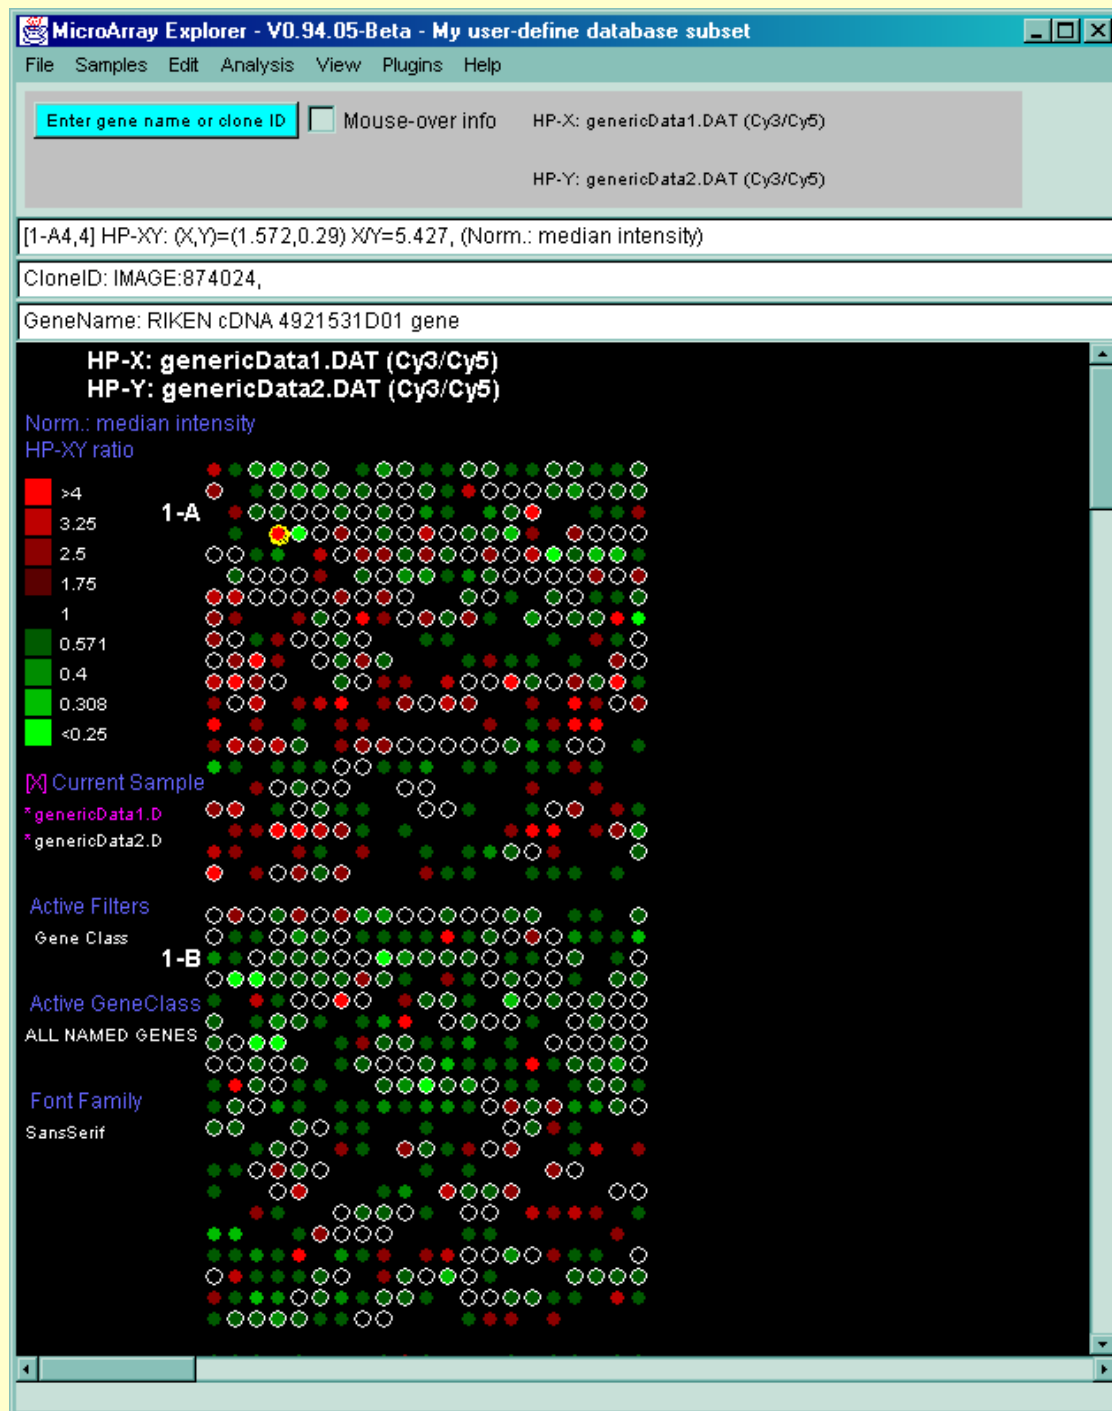 MicroArray Explorer - V0.94.05-Beta - My user-define database subset
File Samples Edit Analysis View Plugins Help
Enter gene name or clone ID Mouse-over info HP-X: genericData1.DAT (Cy3/Cy5)
HP-Y: genericData2.DAT (Cy3/Cy5)
[1-A4,4] HP-XY: (X,Y)=(1.572,0.29) X/Y=5.427, (Norm.: median intensity)
CloneID: IMAGE:874024,
GeneName: RIKEN cDNA 4921531D01 gene
HP-X: genericData1.DAT (Cy3/Cy5)
HP-Y: genericData2.DAT (Cy3/Cy5)
Norm.: median intensity
HP-XY ratio
>4
3.25
2.5
1.75
1
0.571
0.4
0.308
<0.25
1-A
[X] Current Sample
*genericData1.D
*genericData2.D
Active Filters
Gene Class
1-B
Active GeneClass
ALL NAMED GENES
Font Family
SansSerif